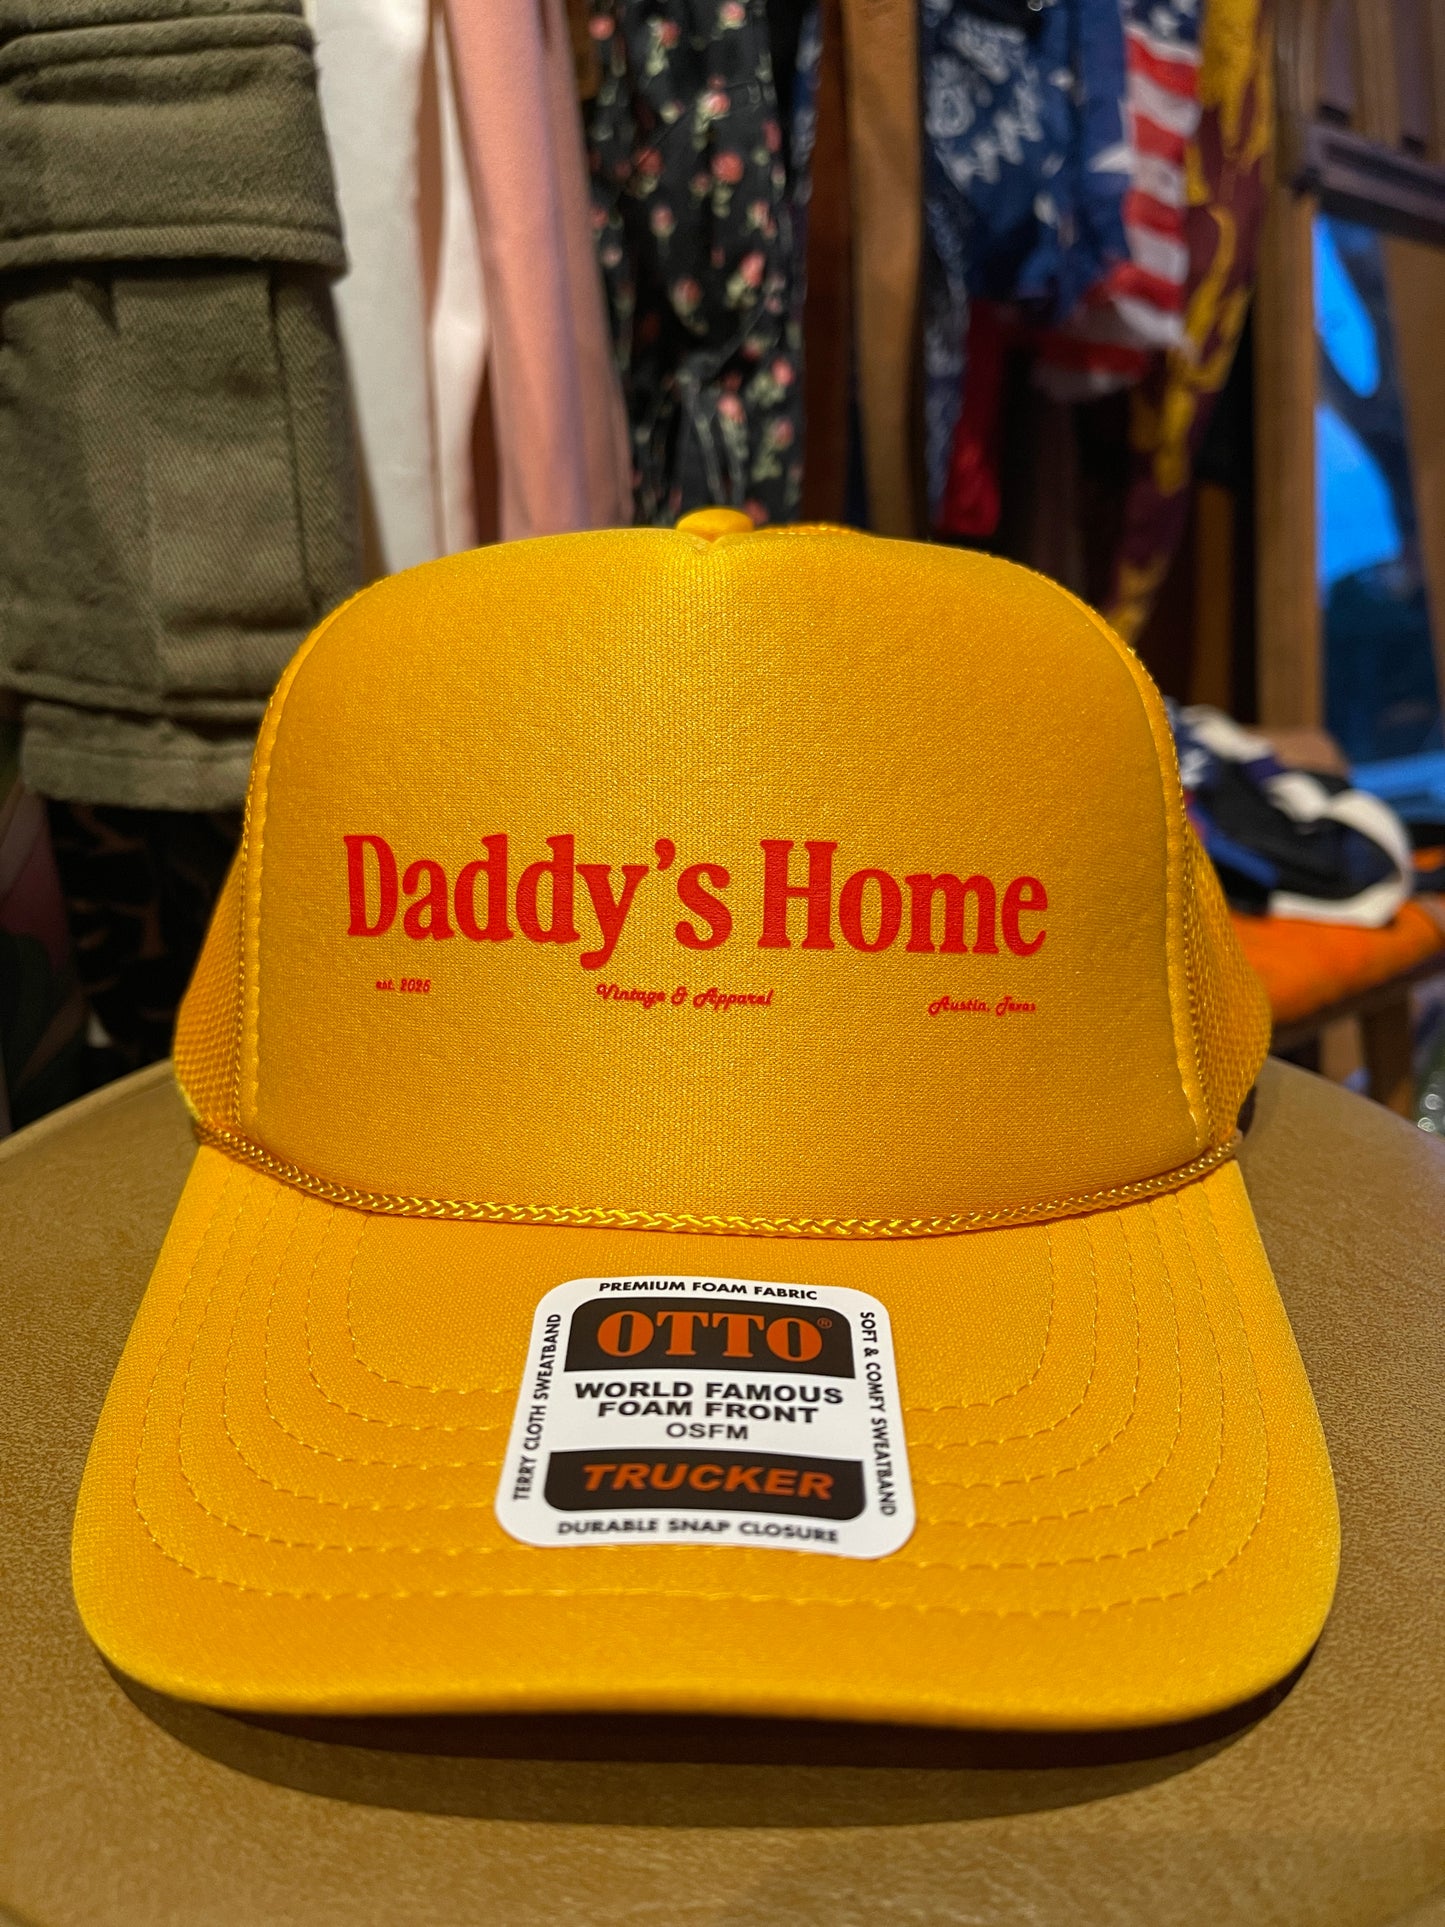 Daddy's Home
est. 2025 Vintage & Apparel Austin, Texas
PREMIUM FOAM FABRIC
OTTO®
WORLD FAMOUS
FOAM FRONT
OSFM
TRUCKER
DURABLE SNAP CLOSURE
TERRY CLOTH SWEATBAND
SOFT & COMFY SWEATBAND